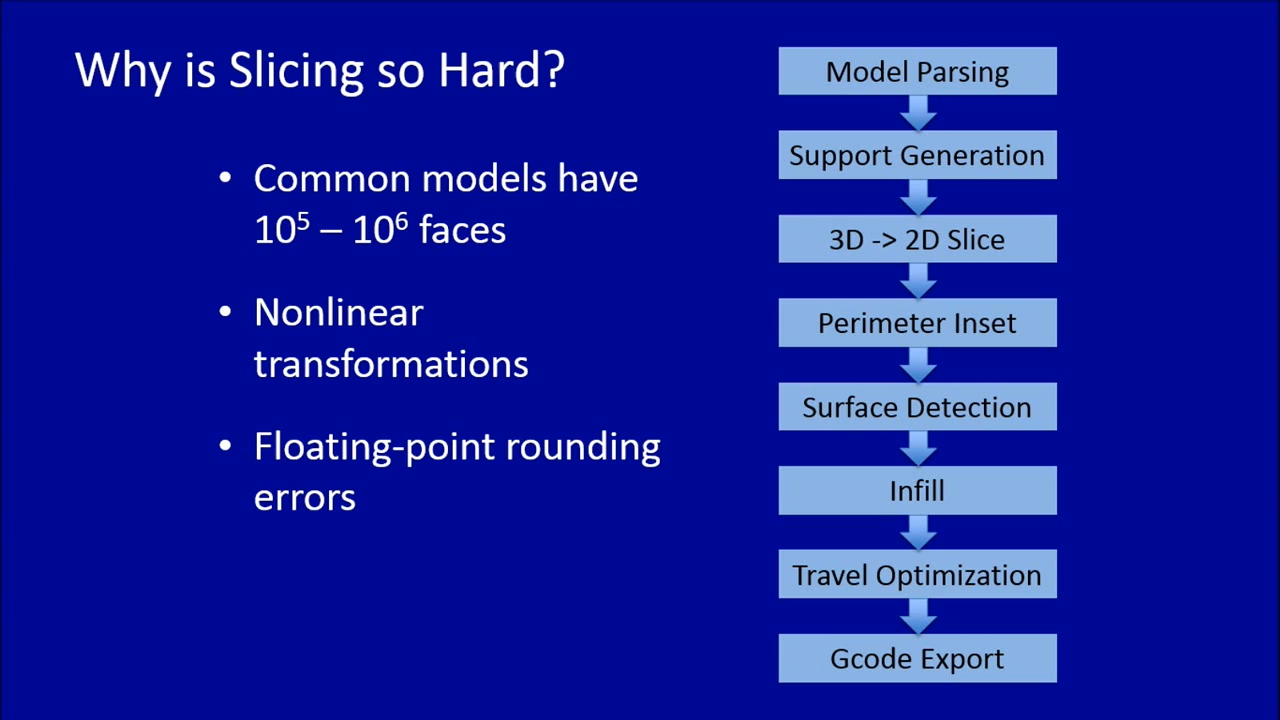 Why is Slicing so Hard?
• Common models have
10⁵ – 10⁶ faces
• Nonlinear
transformations
• Floating-point rounding
errors
Model Parsing
Support Generation
3D -> 2D Slice
Perimeter Inset
Surface Detection
Infill
Travel Optimization
Gcode Export